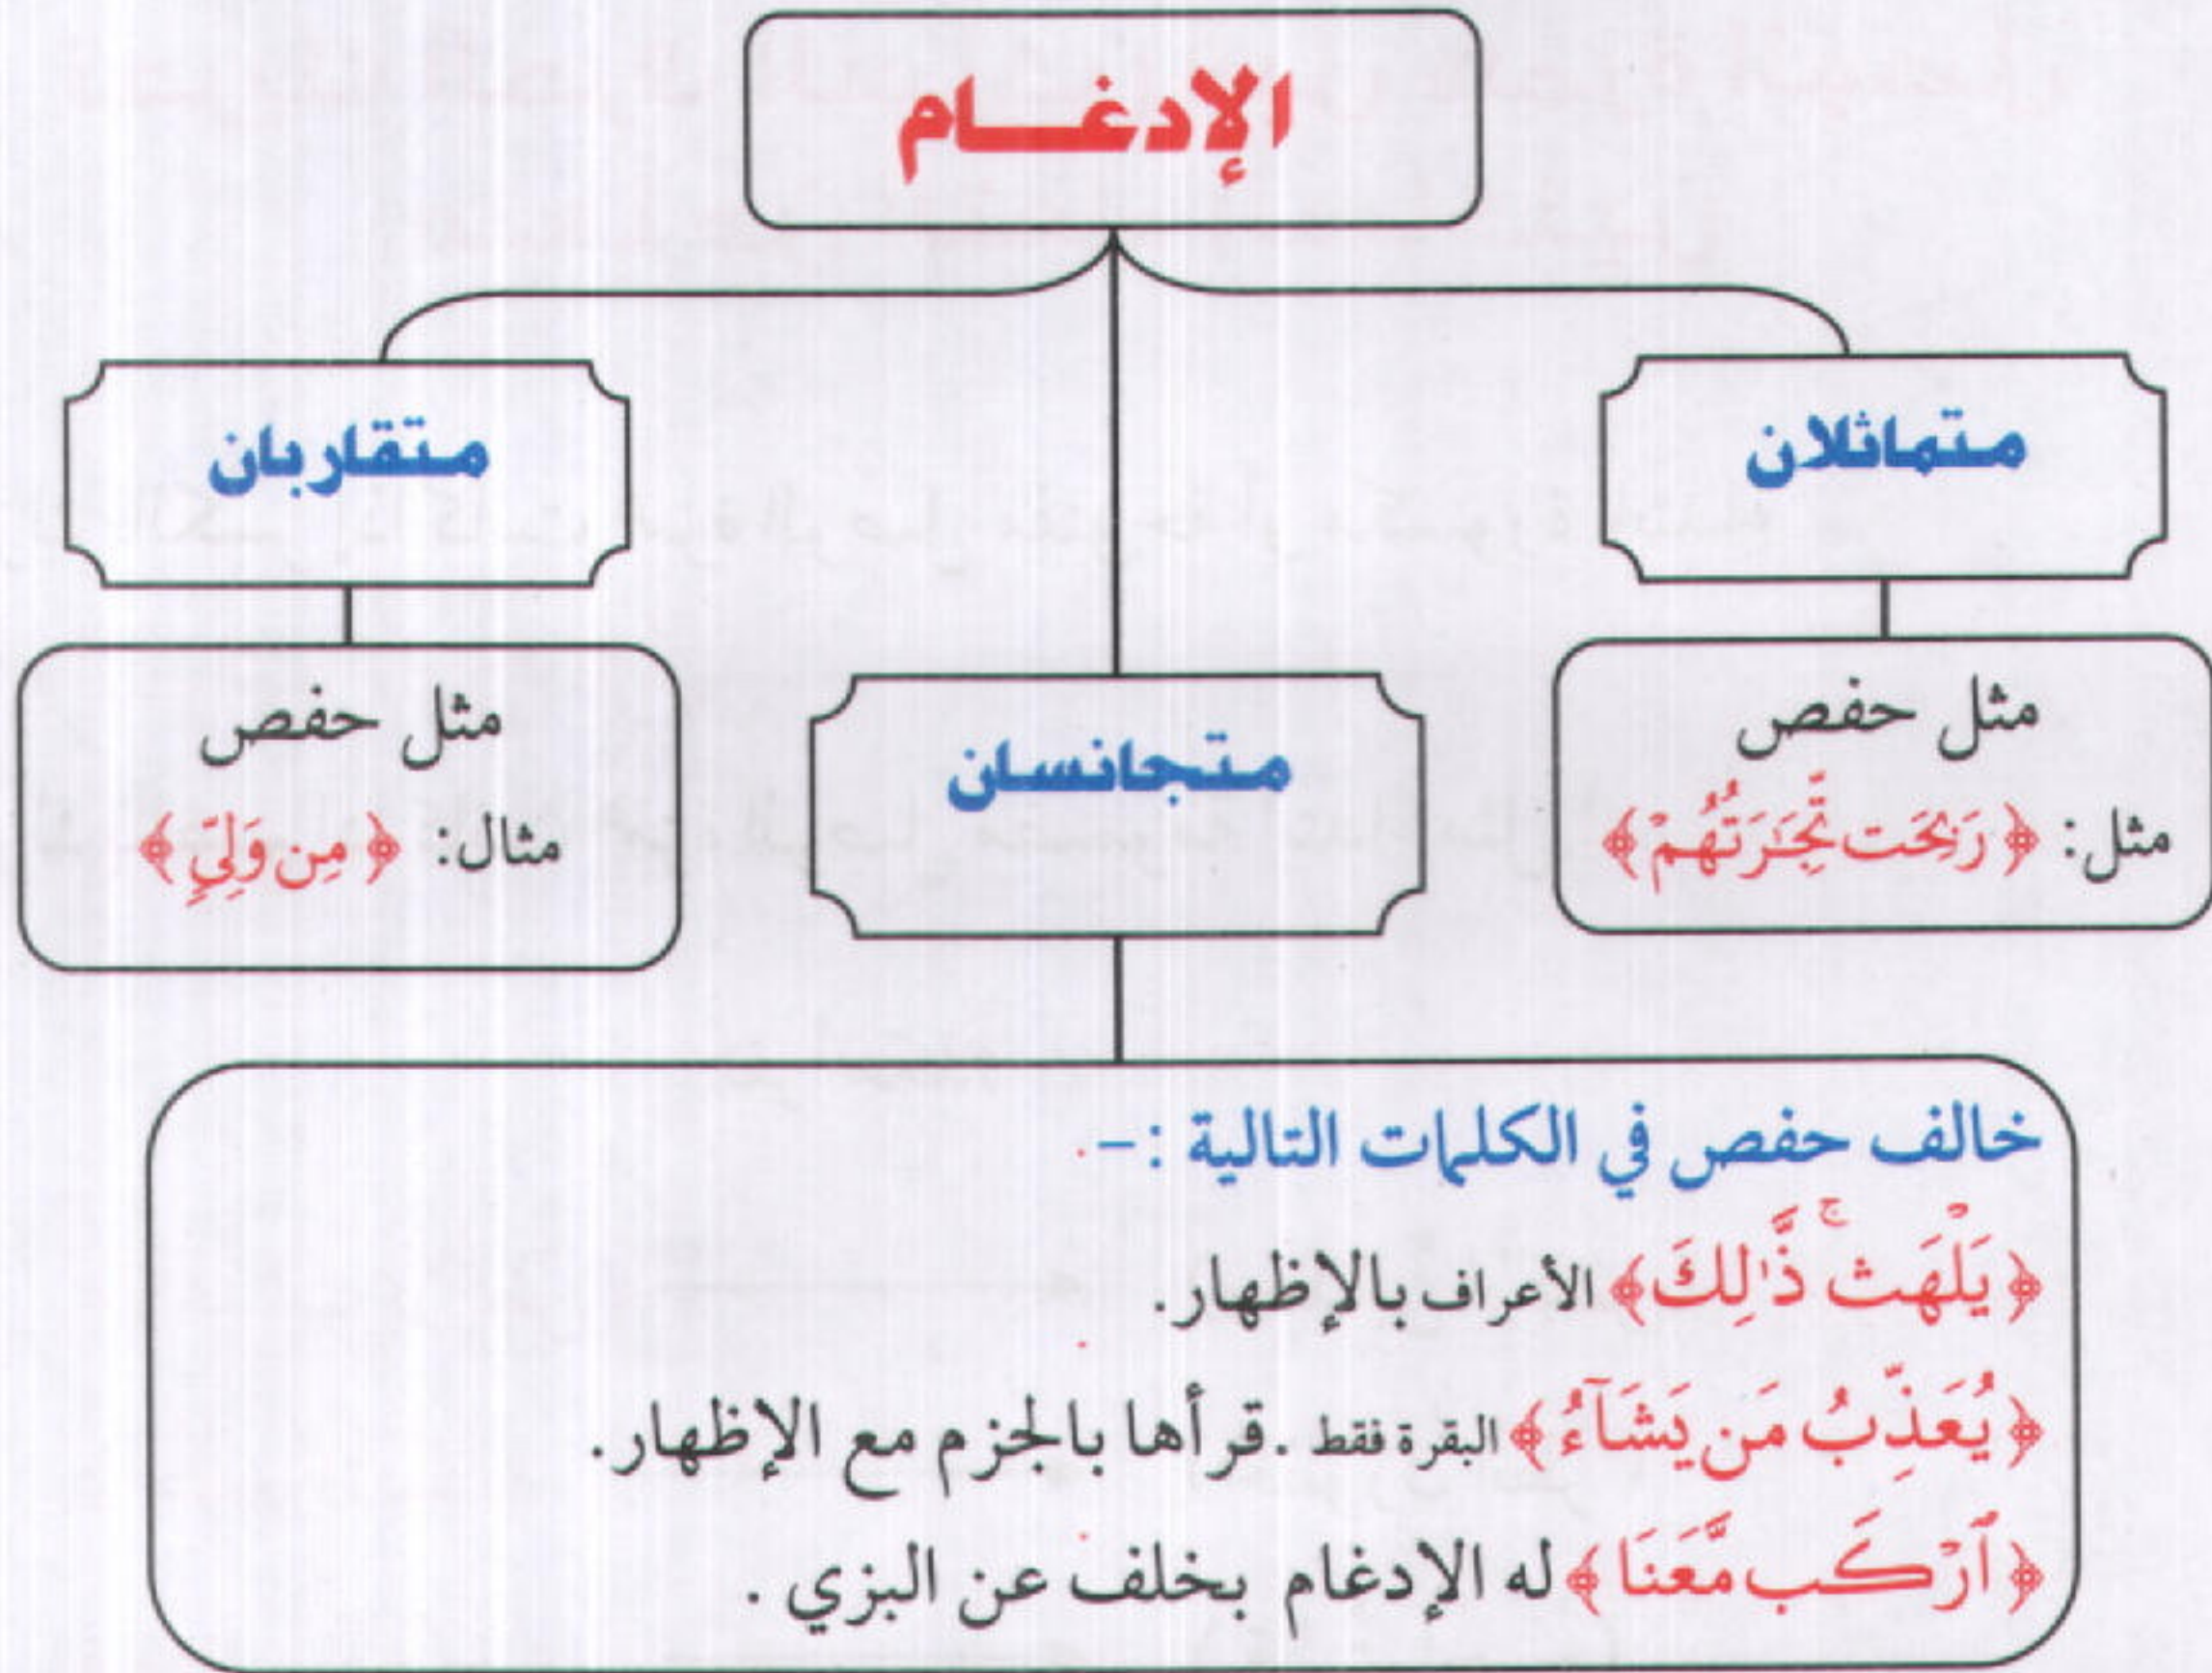 الإدغـــام
متماثلان
مثل حفص
مثل: ﴿ رَبِحَت تِّجَٰرَتُهُمْ ﴾
متقاربان
مثل حفص
مثال: ﴿ مِن وَلِيّٖ ﴾
متجانسان
خالف حفص في الكلمات التالية :-
﴿ يَلْهَث ۚ ذَّٰلِكَ ﴾ الأعراف بالإظهار.
﴿ يُعَذِّبُ مَن يَشَآءُ ﴾ البقرة فقط . قرأها بالجزم مع الإظهار.
﴿ ٱرْكَب مَّعَنَا ﴾ له الإدغام بخلف عن البزي .